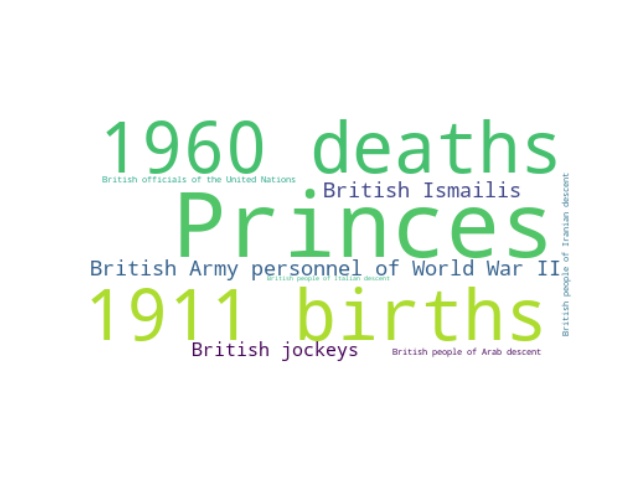 1960 deaths
British officials of the United Nations
British Ismailis
Princes
British people of Iranian descent
British Army personnel of World War II
British people of Italian descent
1911 births
British jockeys
British people of Arab descent